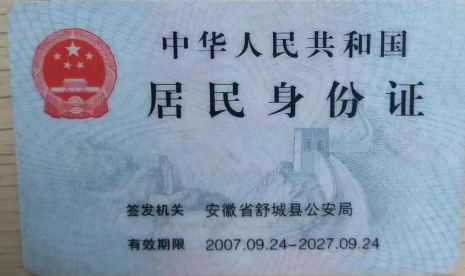 中华人民共和国
居民身份证
签发机关 安徽省舒城县公安局
有效期限 2007.09.24-2027.09.24